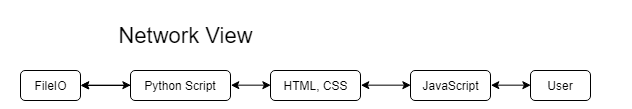 Network View
FileIO
Python Script
HTML, CSS
JavaScript
User